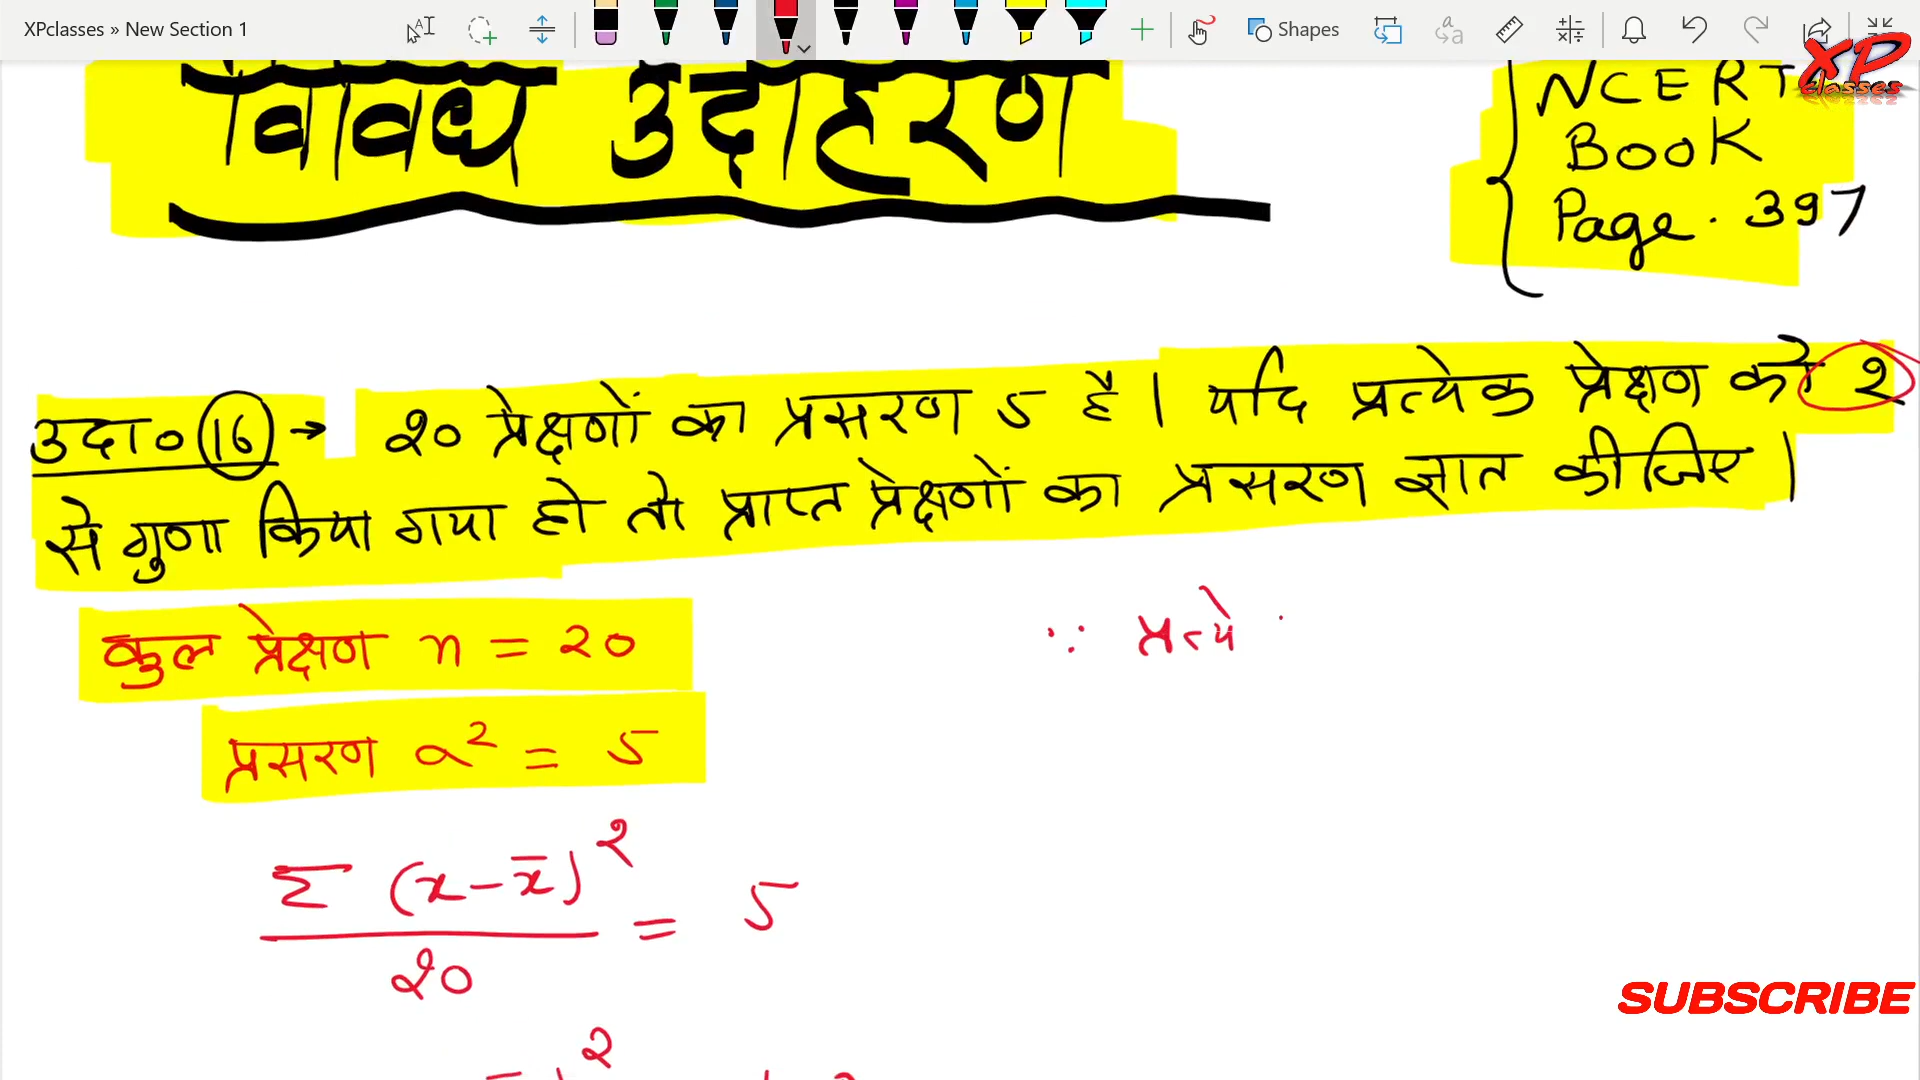 XPclasses » New Section 1
Shapes
XP
classes
विविध उदाहरण
NCERT
BOOK
Page. 397
उदा० 16 → 20 प्रेक्षणों का प्रसरण 5 है। यदि प्रत्येक प्रेक्षण को 2
से गुणा किया गया हो तो प्राप्त प्रेक्षणों का प्रसरण ज्ञात कीजिए।
कुल प्रेक्षण n = 20
∵ प्रत्ये
प्रसरण σ² = 5
Σ (x-x̄)²
= 5
20
SUBSCRIBE